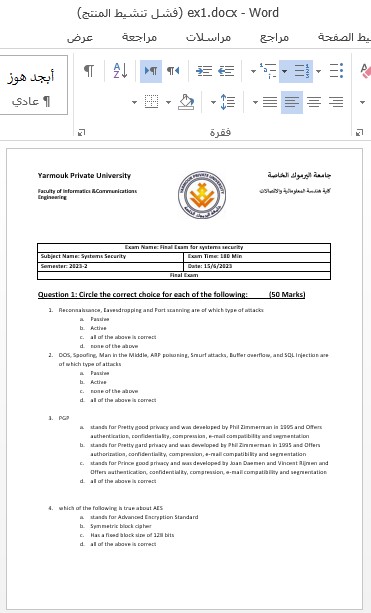 ex1.docx - Word (فشل تنشيط المنتج)
يط الصفحة مراجع مراسلات مراجعة عرض
أبجد هوز
¶ عادي
فقرة
Yarmouk Private University
جامعة اليرموك الخاصة
Faculty of Informatics &Communications
Engineering
كلية هندسة المعلوماتية والاتصالات
YARMOUK PRIVATE UNIVERSITY
Exam Name: Final Exam for systems security
Subject Name: Systems Security Exam Time: 180 Min
Semester: 2023-2 Date: 15/6/2023
Final Exam
Question 1: Circle the correct choice for each of the following: (50 Marks)
1. Reconnaissance, Eavesdropping and Port scanning are of which type of attacks
a. Passive
b. Active
c. all of the above is correct
d. none of the above
2. DOS, Spoofing, Man in the Middle, ARP poisoning, Smurf attacks, Buffer overflow, and SQL Injection are
of which type of attacks
a. Passive
b. Active
c. none of the above
d. all of the above is correct
3. PGP
a. stands for Pretty good privacy and was developed by Phil Zimmerman in 1995 and Offers
authentication, confidentiality, compression, e-mail compatibility and segmentation
b. stands for Pretty good privacy and was developed by Phil Zimmerman in 1995 and Offers
authorization, confidentiality, compression, e-mail compatibility and segmentation
c. stands for Prince good privacy and was developed by Joan Daemen and Vincent Rijmen and
Offers authentication, confidentiality, compression, e-mail compatibility and segmentation
d. all of the above is correct
4. which of the following is true about AES
a. stands for Advanced Encryption Standard
b. Symmetric block cipher
c. Has a fixed block size of 128 bits
d. all of the above is correct